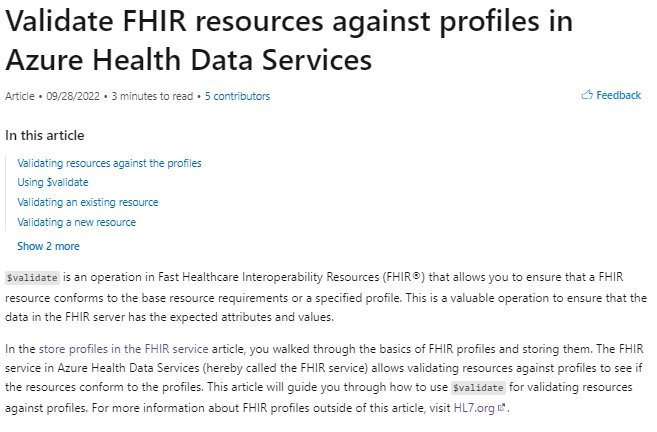 Validate FHIR resources against profiles in
Azure Health Data Services
Article • 09/28/2022 • 3 minutes to read • 5 contributors
Feedback
In this article
Validating resources against the profiles
Using $validate
Validating an existing resource
Validating a new resource
Show 2 more
$validate is an operation in Fast Healthcare Interoperability Resources (FHIR®) that allows you to ensure that a FHIR
resource conforms to the base resource requirements or a specified profile. This is a valuable operation to ensure that the
data in the FHIR server has the expected attributes and values.
In the store profiles in the FHIR service article, you walked through the basics of FHIR profiles and storing them. The FHIR
service in Azure Health Data Services (hereby called the FHIR service) allows validating resources against profiles to see if
the resources conform to the profiles. This article will guide you through how to use $validate for validating resources
against profiles. For more information about FHIR profiles outside of this article, visit HL7.org.